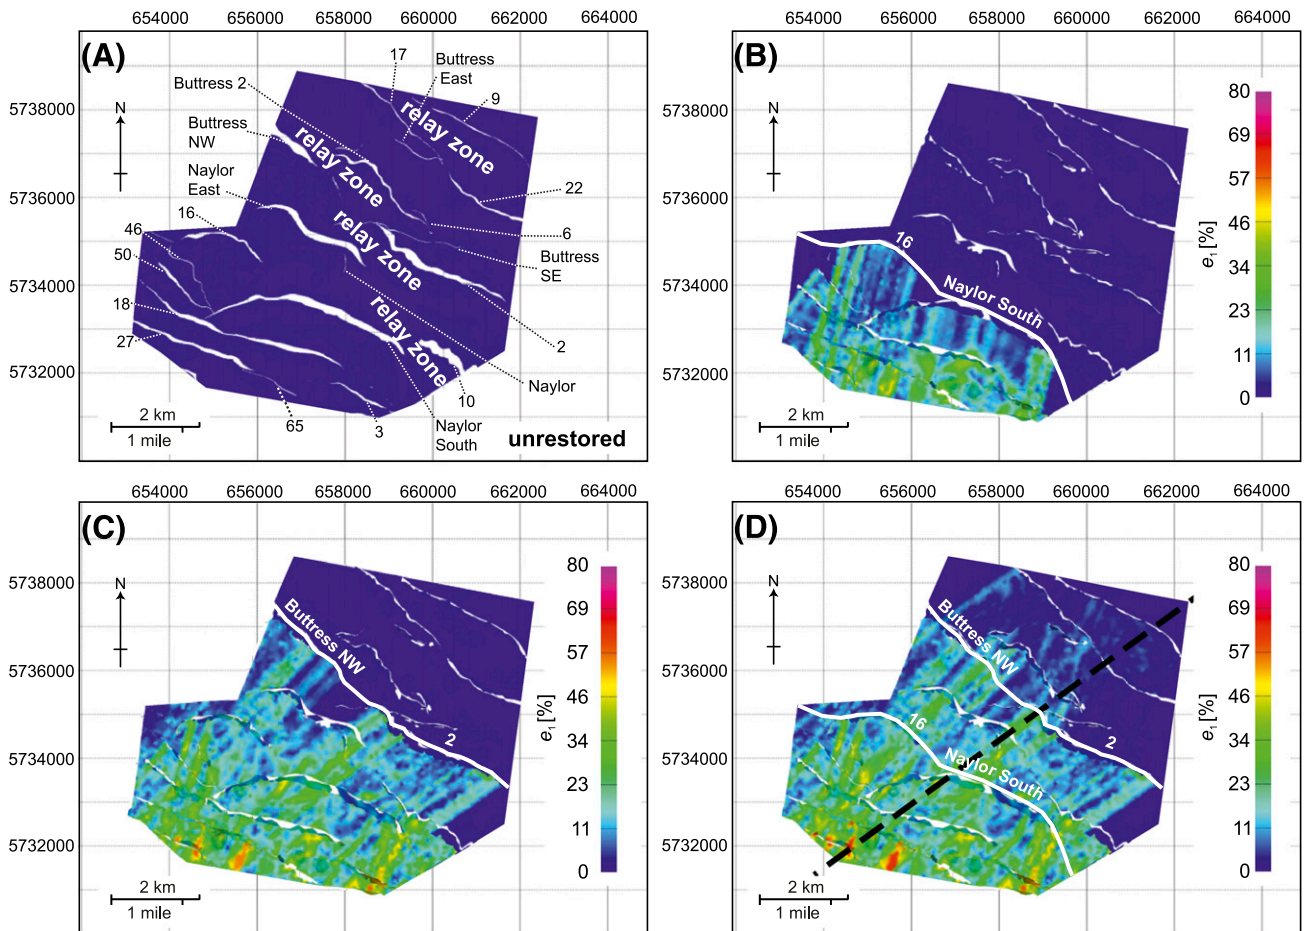 654000 656000 658000 660000 662000 664000
654000 656000 658000 660000 662000 664000
(A)
17
Buttress
East
Buttress 2
9
5738000
N
Buttress
NW
relay zone
relay zone
Naylor
East
22
5736000
16
relay zone
46
6
50
Buttress
SE
5734000
18
relay zone
27
2
5732000
Naylor
10
65
3
Naylor
South
2 km
1 mile
unrestored
(B)
5738000
N
5736000
16
Naylor South
5734000
5732000
2 km
1 mile
80
69
57
46
34
23
11
0
e1 [%]
654000 656000 658000 660000 662000 664000
654000 656000 658000 660000 662000 664000
(C)
5738000
N
Buttress NW
5736000
2
5734000
5732000
2 km
1 mile
80
69
57
46
34
23
11
0
e1 [%]
(D)
5738000
N
Buttress NW
5736000
16
2
Naylor South
5734000
5732000
2 km
1 mile
80
69
57
46
34
23
11
0
e1 [%]